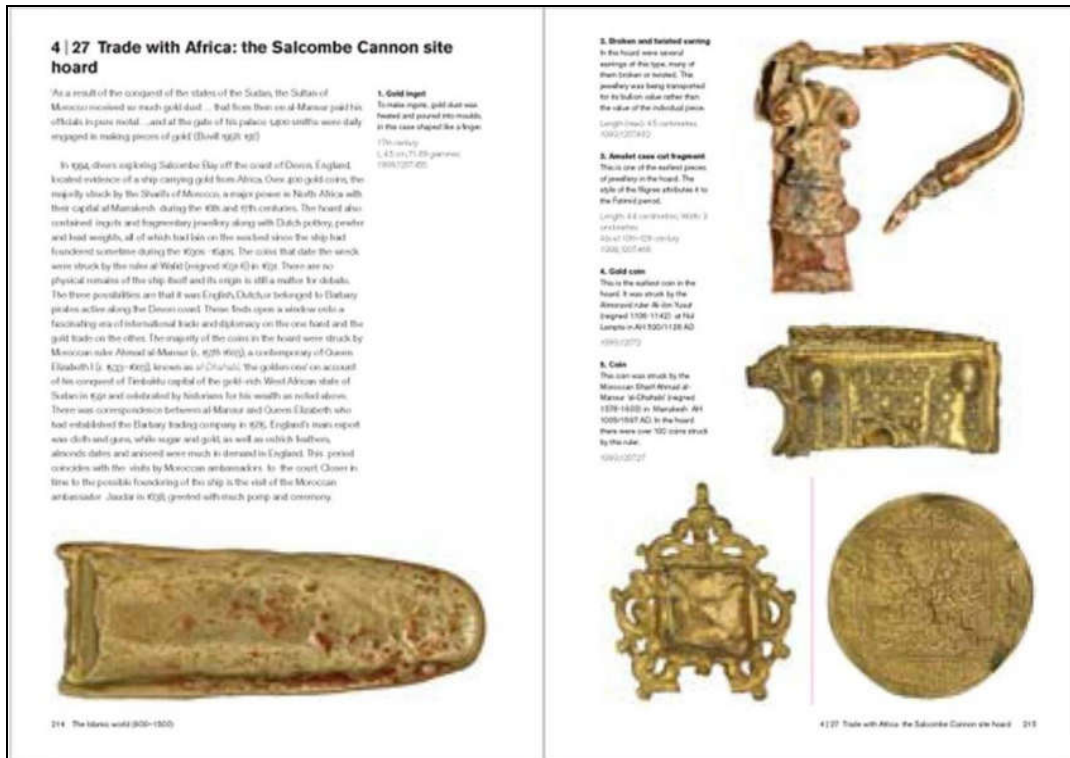 4 | 27 Trade with Africa: the Salcombe Cannon site
hoard
'As a result of the conquest of the states of the Sudan, the Sultan of
Morocco received so much gold dust ... that from then on al-Mansur paid his
officials in pure metal ...and at the gate of his palace 1400 smiths were daily
engaged in making pieces of gold' (Bovill
In 1994, divers exploring Salcombe Bay off the coast of Devon, England,
located evidence of a ship carrying gold from Africa. Over 400 gold coins, the
majority struck by the Sharifs of Morocco, a major power in North Africa with
their capital at Marrakesh during the 16th and 17th centuries. The hoard also
contained ingots and fragmentary jewellery along with Dutch pottery, pewter
and lead weights, all of which had lain on the seabed since the ship had
foundered sometime during the 1630s -1640s. The coins that date the wreck
were struck by the ruler al-Walid (reigned in 1631. There are no
physical remains of the ship itself and its origin is still a matter for debate.
The three possibilities are that it was English, Dutch, or belonged to Barbary
pirates active along the Devon coast. These finds open a window onto a
fascinating era of international trade and diplomacy on the one hand and the
gold trade on the other. The majority of the coins in the hoard were struck by
Moroccan ruler Ahmad al-Mansur (r. 1578-1603), a contemporary of Queen
Elizabeth I (r. known as al-Dhahabi, 'the golden one' on account
of his conquest of Timbuktu capital of the gold-rich West African state of
Sudan in 1591 and celebrated by historians for his wealth as noted above.
There was correspondence between al-Mansur and Queen Elizabeth who
had established the Barbary trading company in 1585. England's main export
was cloth and guns, while sugar and gold, as well as ostrich feathers,
almonds dates and aniseed were much in demand in England. This period
coincides with the visits by Moroccan ambassadors to the court. Closer in
time to the possible foundering of the ship is the visit of the Moroccan
ambassador Jaudar in 1638, greeted with much pomp and ceremony.
1. Gold ingot
To make ingots, gold dust was
heated and poured into moulds,
in this case shaped like a finger.
17th century
214 The Islamic world (900–1500)
2. Broken and twisted earring
In the hoard were several
earrings of this type, many of
them broken or twisted. The
jewellery was being transported
for its bullion value rather than
the value of the individual piece.
Length (max): 4.5 centimetres
3. Amulet case cut fragment
This is one of the earliest pieces
of jewellery in the hoard. The
style of the filigree attributes it to
the Fatimid period.
centimetres
About 10th-12th century
4. Gold coin
This is the earliest coin in the
hoard. It was struck by the
Almoravid ruler Ali ibn Yusuf
(reigned 1106-1142) at Nul
Lamta in AH
5. Coin
This coin was struck by the
Moroccan Sharif Ahmad al-
Mansur 'al-Dhahabi' (reigned
1578-1603) in Marrakesh AH
AD. In the hoard
there were over 100 coins struck
by this ruler.
4 | 27 Trade with Africa: the Salcombe Cannon site hoard 215